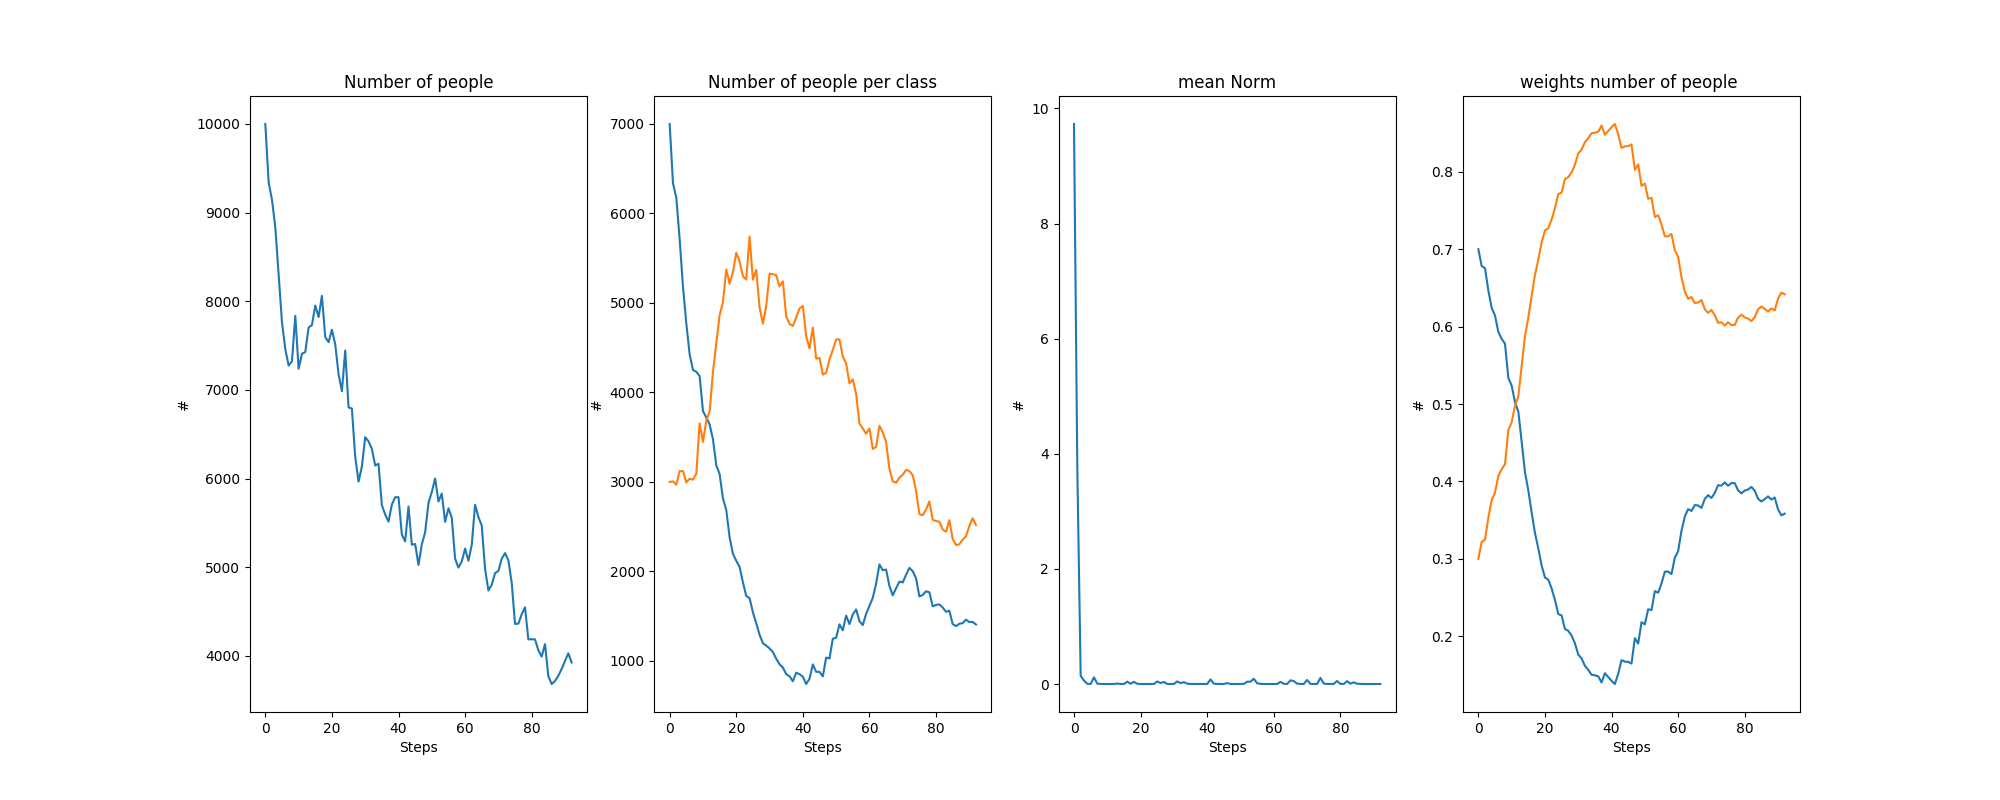 Number of people
Number of people per class
mean Norm
weights number of people
10000
9000
8000
7000
6000
5000
4000
#
0 20 40 60 80
Steps
7000
6000
5000
4000
3000
2000
1000
#
0 20 40 60 80
Steps
10
8
6
4
2
0
#
0 20 40 60 80
Steps
0.8
0.7
0.6
0.5
0.4
0.3
0.2
#
0 20 40 60 80
Steps